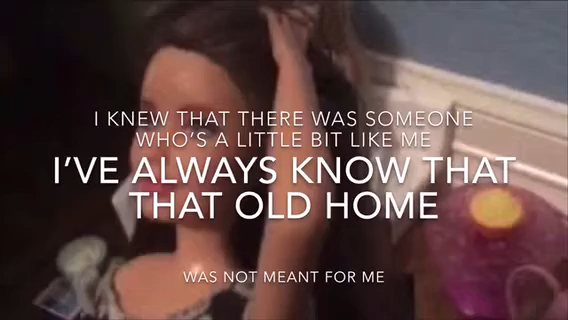 I KNEW THAT THERE WAS SOMEONE
WHO'S A LITTLE BIT LIKE ME
I'VE ALWAYS KNOW THAT
THAT OLD HOME
WAS NOT MEANT FOR ME